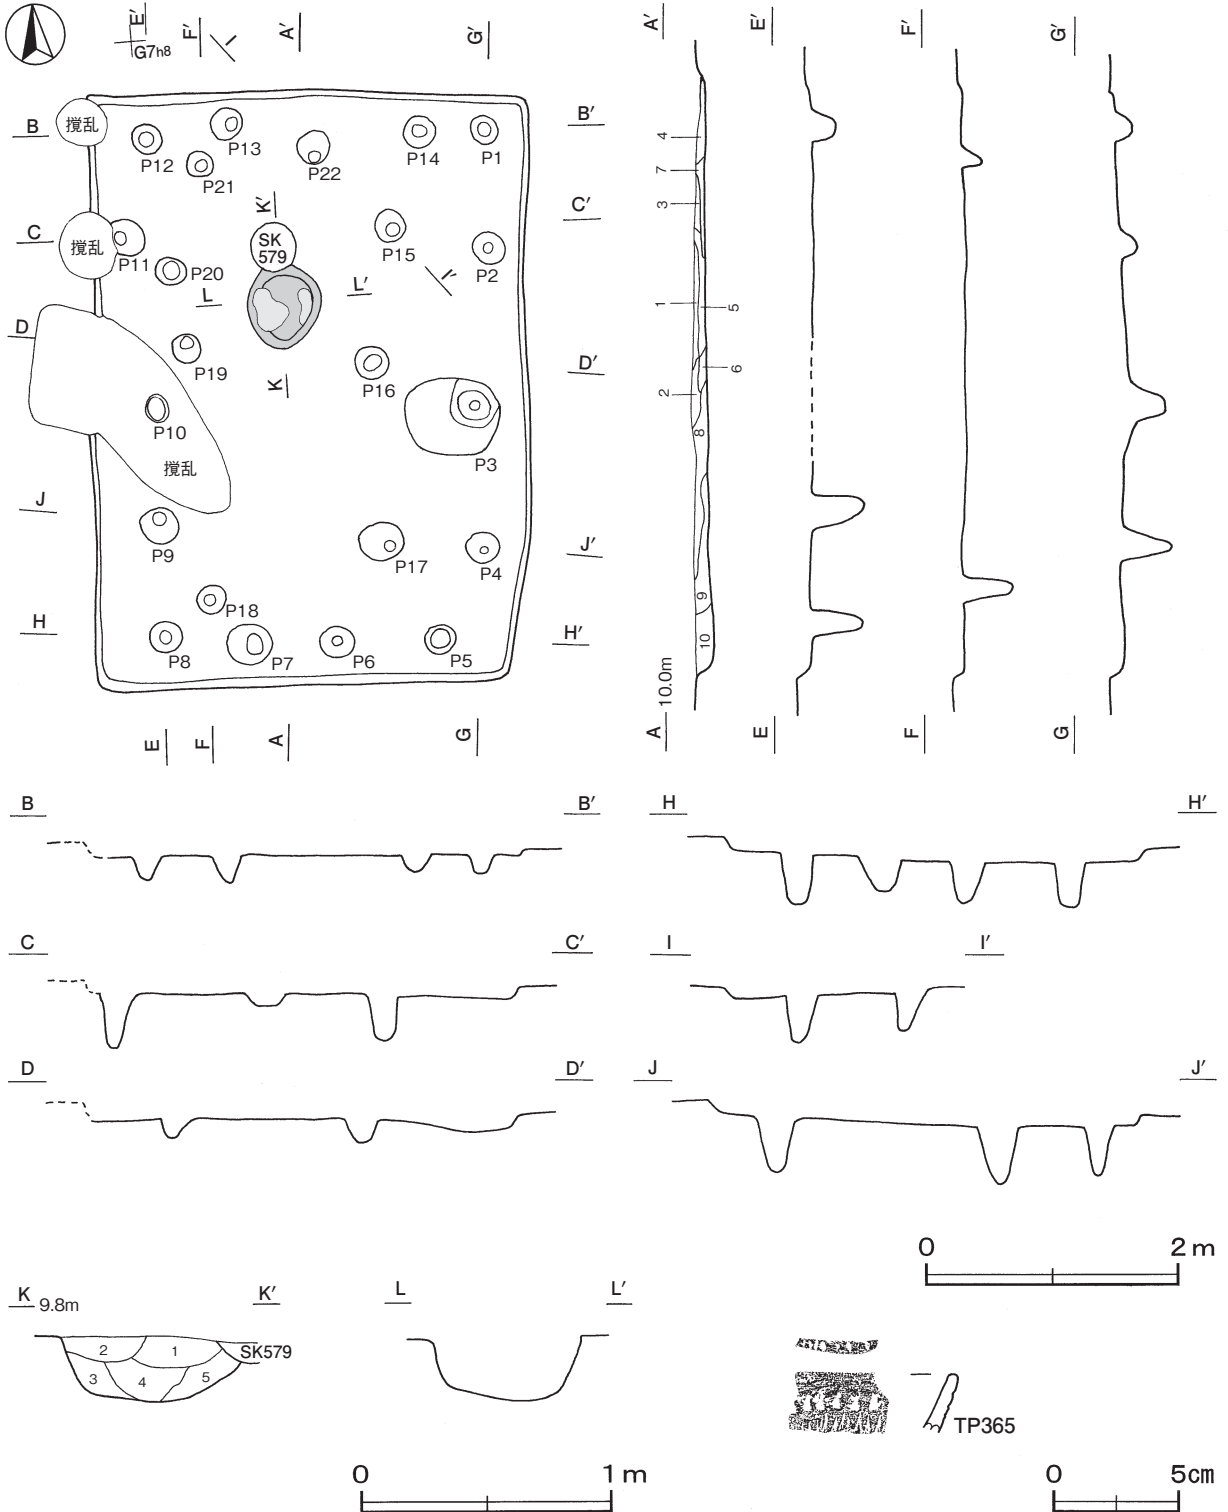 E′ F′ I A′ G′
G7h8
A′ E′ F′ G′
B 撹乱 B′
P12 P13 P22 P14 P1
P21
K′
C 撹乱 C′
SK
579
P11 P20 P15 P2
L L′ I′
D D′
P19 K P16
P10 P3
撹乱
J J′
P9 P17 P4
P18
H H′
P8 P7 P6 P5
E F A G
4
7
3
1
5
6
2
8
9
10
10.0m
A E F G
B B′ H H′
C C′ I I′
D D′ J J′
0 2m
K 9.8m K′ L L′
2 1 SK579
3 4 5
TP365
0 1m
0 5cm